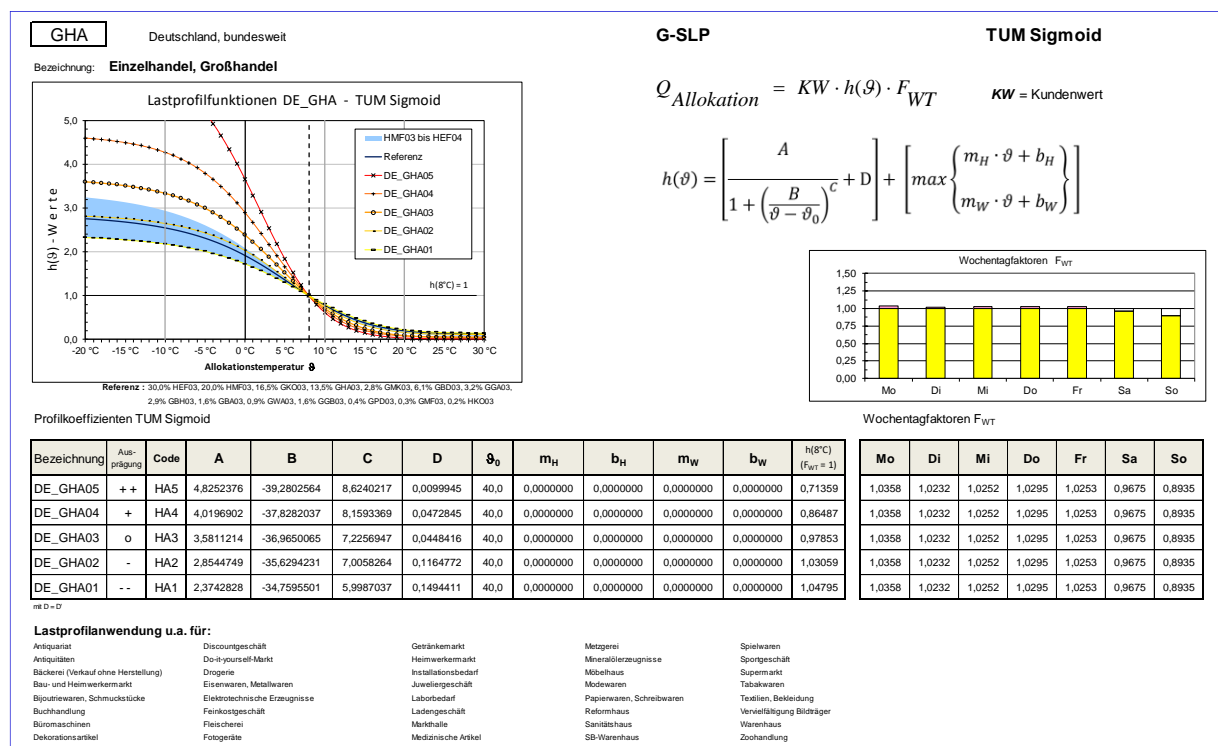 GHA Deutschland, bundesweit G-SLP TUM Sigmoid
Bezeichnung: Einzelhandel, Großhandel
Lastprofilfunktionen DE_GHA - TUM Sigmoid
h(ϑ) - Werte
5,0
4,0
3,0
2,0
1,0
0,0
HMF03 bis HEF04
Referenz
DE_GHA05
DE_GHA04
DE_GHA03
DE_GHA02
DE_GHA01
h(8°C) = 1
-20 °C -15 °C -10 °C -5 °C 0 °C 5 °C 10 °C 15 °C 20 °C 25 °C 30 °C
Allokationstemperatur ϑ
Referenz : 30,0% HEF03, 20,0% HMF03, 16,5% GKO03, 13,5% GHA03, 2,8% GMK03, 6,1% GBD03, 3,2% GGA03,
2,9% GBH03, 1,6% GBA03, 0,9% GWA03, 1,6% GGB03, 0,4% GPD03, 0,3% GMF03, 0,2% HKO03
Q Allokation = KW · h(ϑ) · F WT KW = Kundenwert
h(ϑ) = [ A / (1 + (B / (ϑ − ϑ0))^C) + D ] + [ max { m_H · ϑ + b_H
m_W · ϑ + b_W } ]
Wochentagfaktoren F WT
1,50
1,25
1,00
0,75
0,50
0,25
0,00
Mo Di Mi Do Fr Sa So
Profilkoeffizienten TUM Sigmoid Wochentagfaktoren F WT
Bezeichnung Aus-prägung Code A B C D ϑ0 mH bH mW bW h(8°C) (FWT = 1) Mo Di Mi Do Fr Sa So
DE_GHA05 + + HA5 4,8252376 -39,2802564 8,6240217 0,0099945 40,0 0,0000000 0,0000000 0,0000000 0,0000000 0,71359 1,0358 1,0232 1,0252 1,0295 1,0253 0,9675 0,8935
DE_GHA04 + HA4 4,0196902 -37,8282037 8,1593369 0,0472845 40,0 0,0000000 0,0000000 0,0000000 0,0000000 0,86487 1,0358 1,0232 1,0252 1,0295 1,0253 0,9675 0,8935
DE_GHA03 o HA3 3,5811214 -36,9650065 7,2256947 0,0448416 40,0 0,0000000 0,0000000 0,0000000 0,0000000 0,97853 1,0358 1,0232 1,0252 1,0295 1,0253 0,9675 0,8935
DE_GHA02 - HA2 2,8544749 -35,6294231 7,0058264 0,1164772 40,0 0,0000000 0,0000000 0,0000000 0,0000000 1,03059 1,0358 1,0232 1,0252 1,0295 1,0253 0,9675 0,8935
DE_GHA01 - - HA1 2,3742828 -34,7595501 5,9987037 0,1494411 40,0 0,0000000 0,0000000 0,0000000 0,0000000 1,04795 1,0358 1,0232 1,0252 1,0295 1,0253 0,9675 0,8935
mit D = D'
Lastprofilanwendung u.a. für:
Antiquariat Discountgeschäft Getränkemarkt Metzgerei Spielwaren
Antiquitäten Do-it-yourself-Markt Heimwerkermarkt Mineralölerzeugnisse Sportgeschäft
Bäckerei (Verkauf ohne Herstellung) Drogerie Installationsbedarf Möbelhaus Supermarkt
Bau- und Heimwerkermarkt Eisenwaren, Metallwaren Juweliergeschäft Modewaren Tabakwaren
Bijoutriewaren, Schmuckstücke Elektrotechnische Erzeugnisse Laborbedarf Papierwaren, Schreibwaren Textilien, Bekleidung
Buchhandlung Feinkostgeschäft Ladengeschäft Reformhaus Vervielfältigung Bildträger
Büromaschinen Fleischerei Markthalle Sanitätshaus Warenhaus
Dekorationsartikel Fotogeräte Medizinische Artikel SB-Warenhaus Zoohandlung